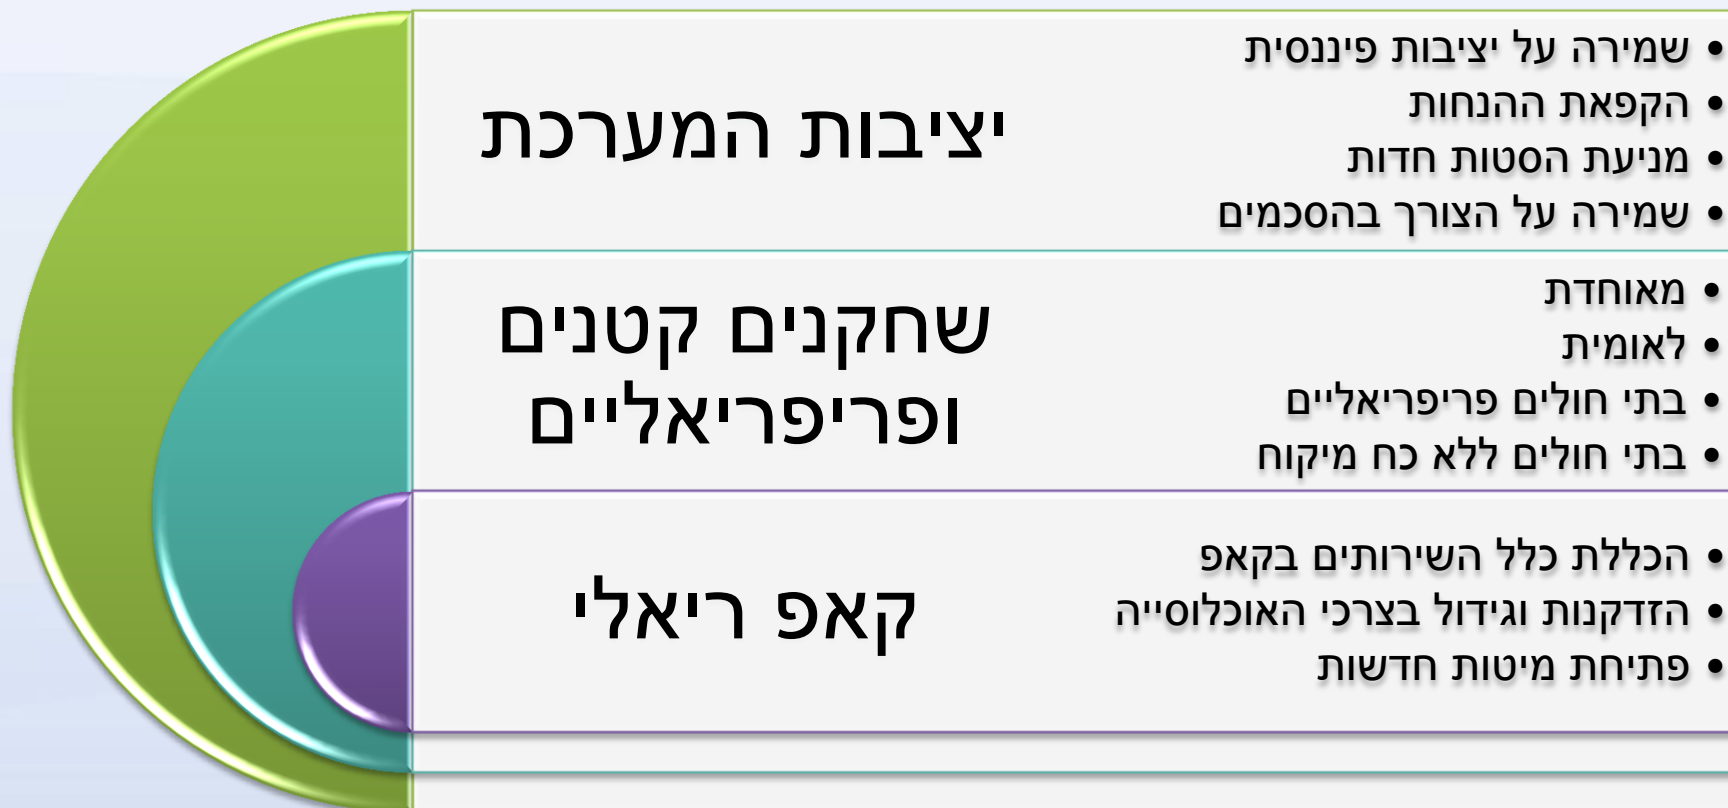 יציבות המערכת
• שמירה על יציבות פיננסית
• הקפאת ההנחות
• מניעת הסטות חדות
• שמירה על הצורך בהסכמים
שחקנים קטנים
ופריפריאליים
• מאוחדת
• לאומית
• בתי חולים פריפריאליים
• בתי חולים ללא כח מיקוח
קאפ ריאלי
• הכללת כלל השירותים בקאפ
• הזדקנות וגידול בצרכי האוכלוסייה
• פתיחת מיטות חדשות